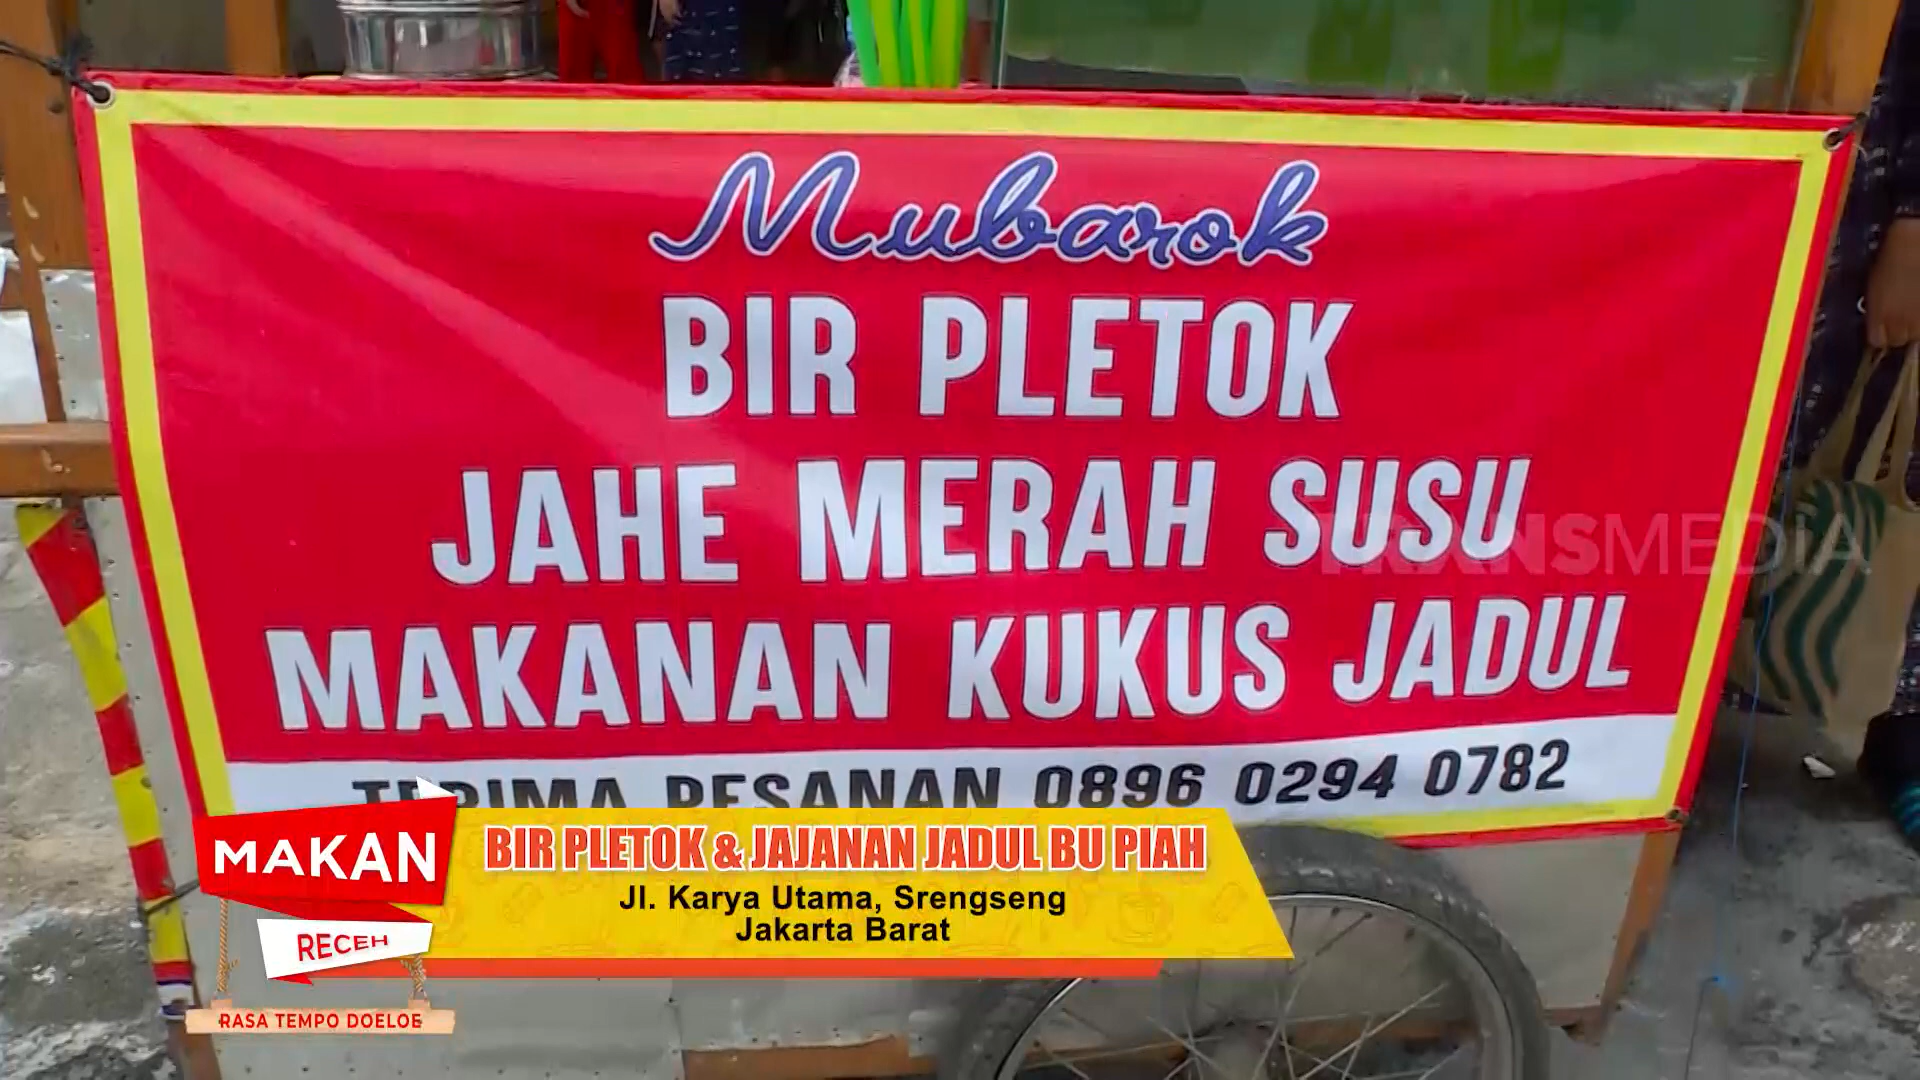 Mubarok
BIR PLETOK
JAHE MERAH SUSU
TRANSMEDIA
MAKANAN KUKUS JADUL
TERIMA PESANAN 0896 0294 0782
MAKAN
RECEH
RASA TEMPO DOELOE
BIR PLETOK & JAJANAN JADUL BU PIAH
Jl. Karya Utama, Srengseng
Jakarta Barat